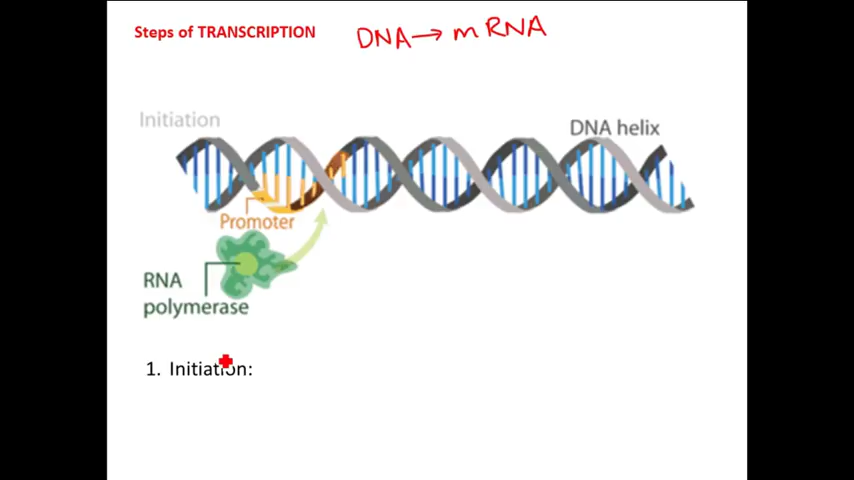 Steps of TRANSCRIPTION DNA → mRNA
Initiation
DNA helix
Promoter
RNA
polymerase
1. Initiation: